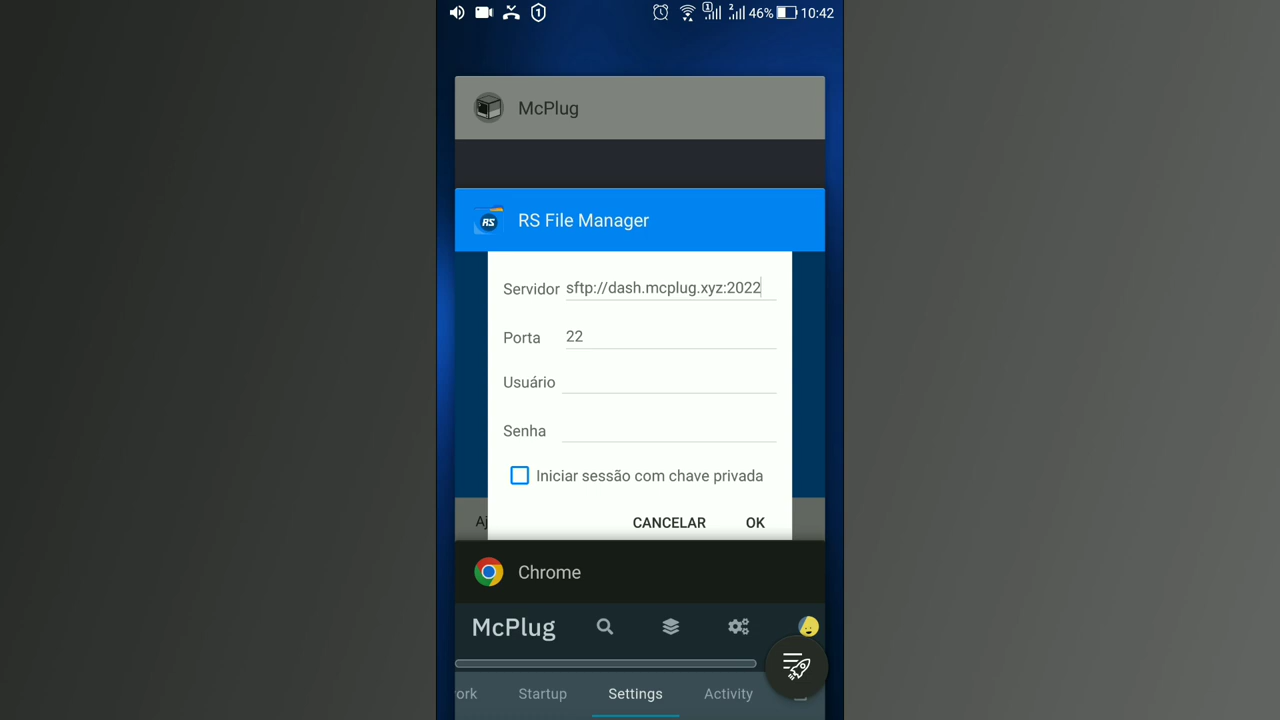 46% 10:42
McPlug
RS File Manager
Servidor sftp://dash.mcplug.xyz:2022
Porta 22
Usuário
Senha
Iniciar sessão com chave privada
Aj
CANCELAR OK
Chrome
McPlug
ork Startup Settings Activity